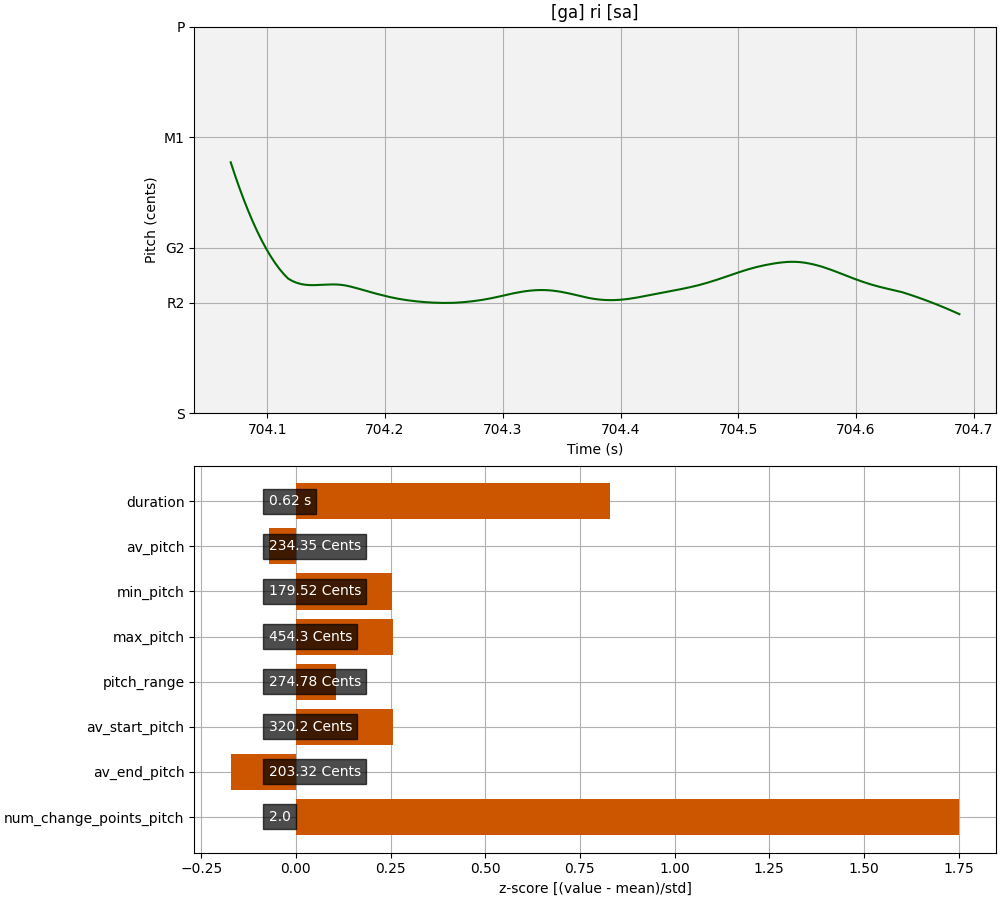 [ga] ri [sa]
P
M1
G2
R2
S
Pitch (cents)
704.1 704.2 704.3 704.4 704.5 704.6 704.7
Time (s)
duration 0.62 s
av_pitch 234.35 Cents
min_pitch 179.52 Cents
max_pitch 454.3 Cents
pitch_range 274.78 Cents
av_start_pitch 320.2 Cents
av_end_pitch 203.32 Cents
num_change_points_pitch 2.0
−0.25 0.00 0.25 0.50 0.75 1.00 1.25 1.50 1.75
z-score [(value - mean)/std]